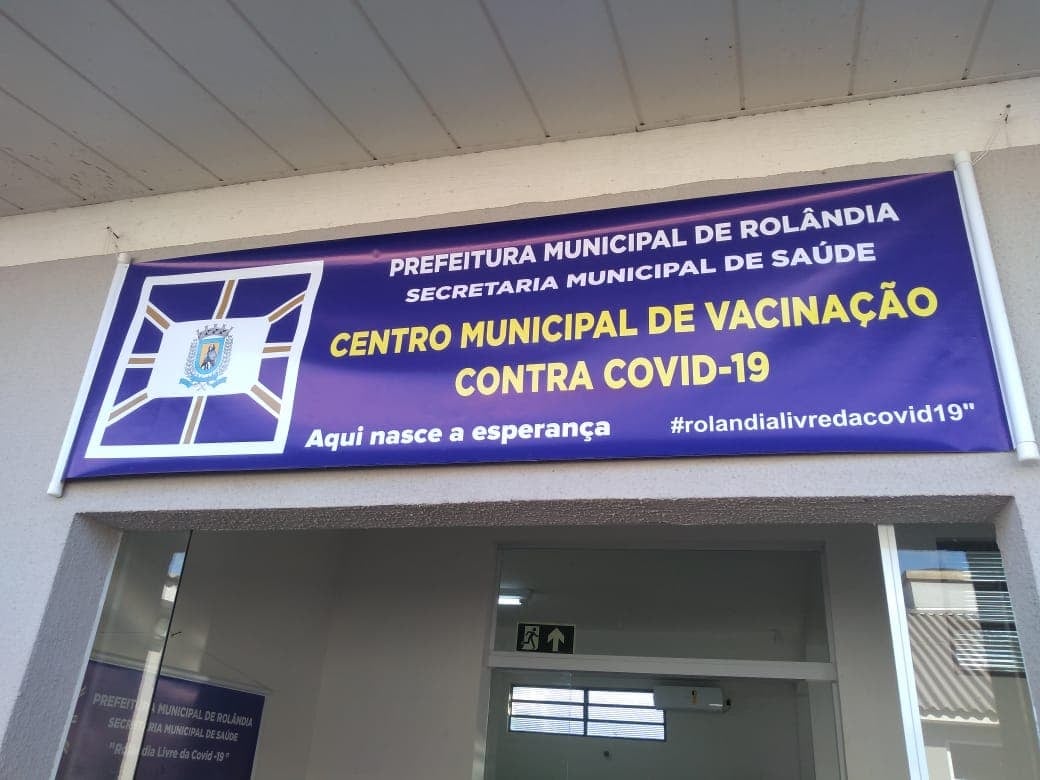 PREFEITURA MUNICIPAL DE ROLÂNDIA
SECRETARIA MUNICIPAL DE SAÚDE
CENTRO MUNICIPAL DE VACINAÇÃO
CONTRA COVID-19
Aqui nasce a esperança
#rolandialivredacovid19"
PREFEITURA MUNICIPAL DE ROLÂNDIA
SECRETARIA MUNICIPAL DE SAÚDE
"Rolândia Livre da Covid -19"